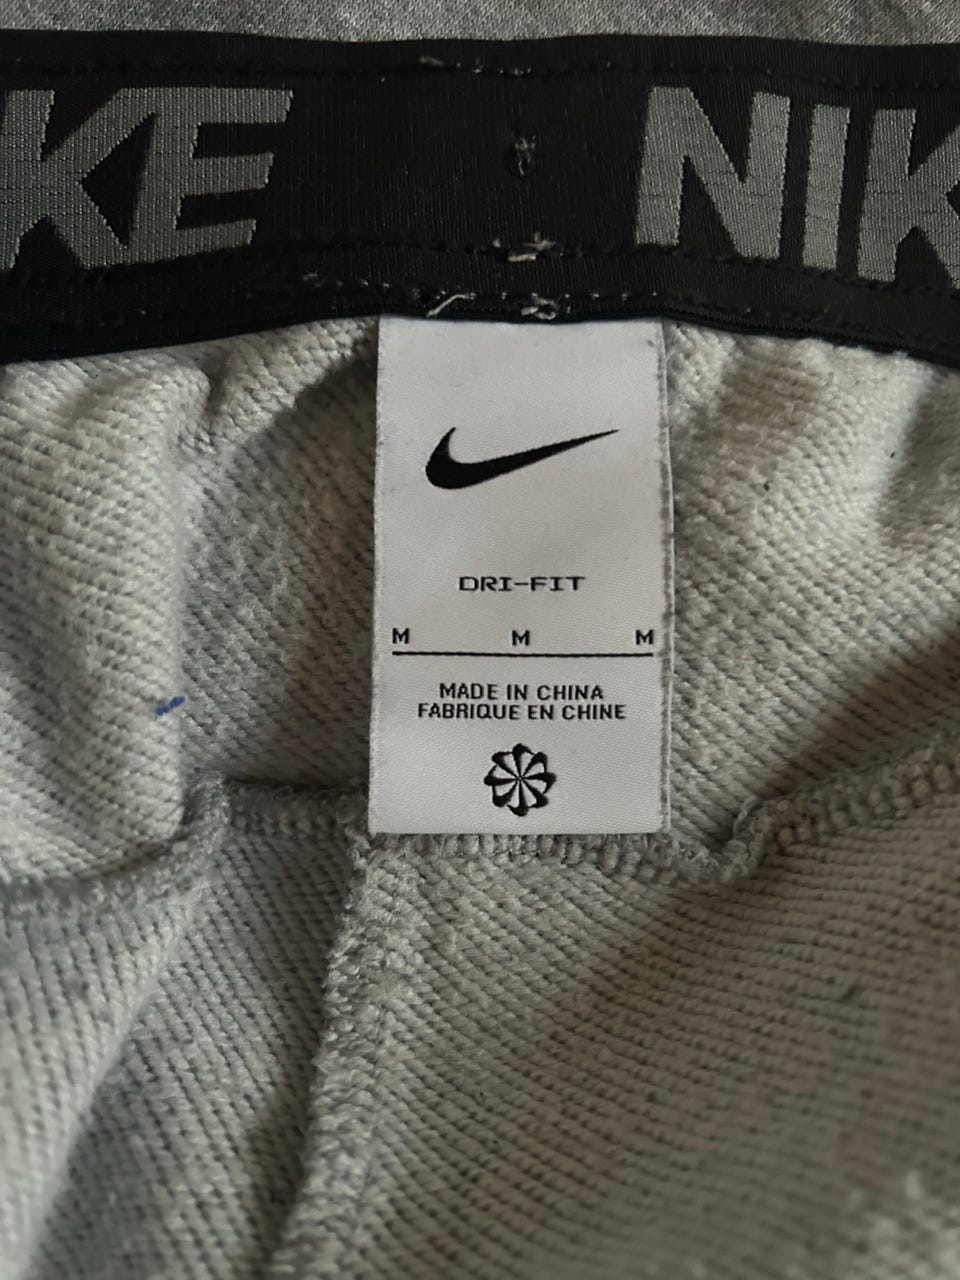 KE NIK
DRI-FIT
M M M
MADE IN CHINA
FABRIQUE EN CHINE